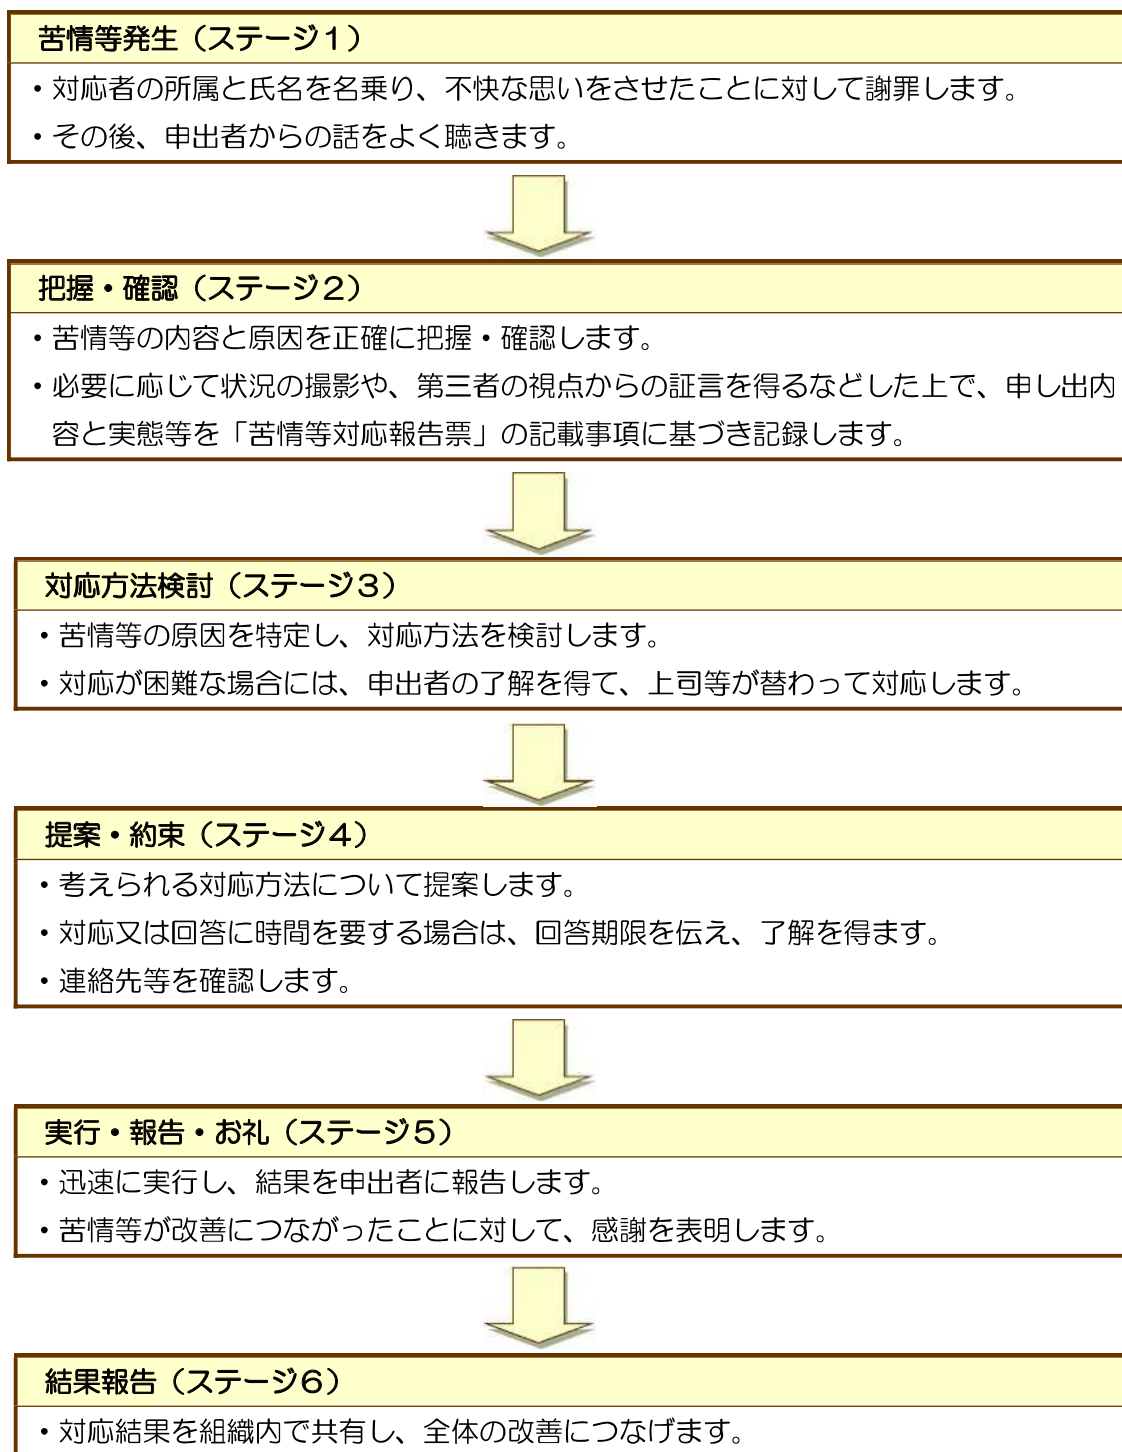 苦情等発生（ステージ１）
・対応者の所属と氏名を名乗り、不快な思いをさせたことに対して謝罪します。
・その後、申出者からの話をよく聴きます。
把握・確認（ステージ２）
・苦情等の内容と原因を正確に把握・確認します。
・必要に応じて状況の撮影や、第三者の視点からの証言を得るなどした上で、申し出内
容と実態等を「苦情等対応報告票」の記載事項に基づき記録します。
対応方法検討（ステージ３）
・苦情等の原因を特定し、対応方法を検討します。
・対応が困難な場合には、申出者の了解を得て、上司等が替わって対応します。
提案・約束（ステージ４）
・考えられる対応方法について提案します。
・対応又は回答に時間を要する場合は、回答期限を伝え、了解を得ます。
・連絡先等を確認します。
実行・報告・お礼（ステージ５）
・迅速に実行し、結果を申出者に報告します。
・苦情等が改善につながったことに対して、感謝を表明します。
結果報告（ステージ６）
・対応結果を組織内で共有し、全体の改善につなげます。